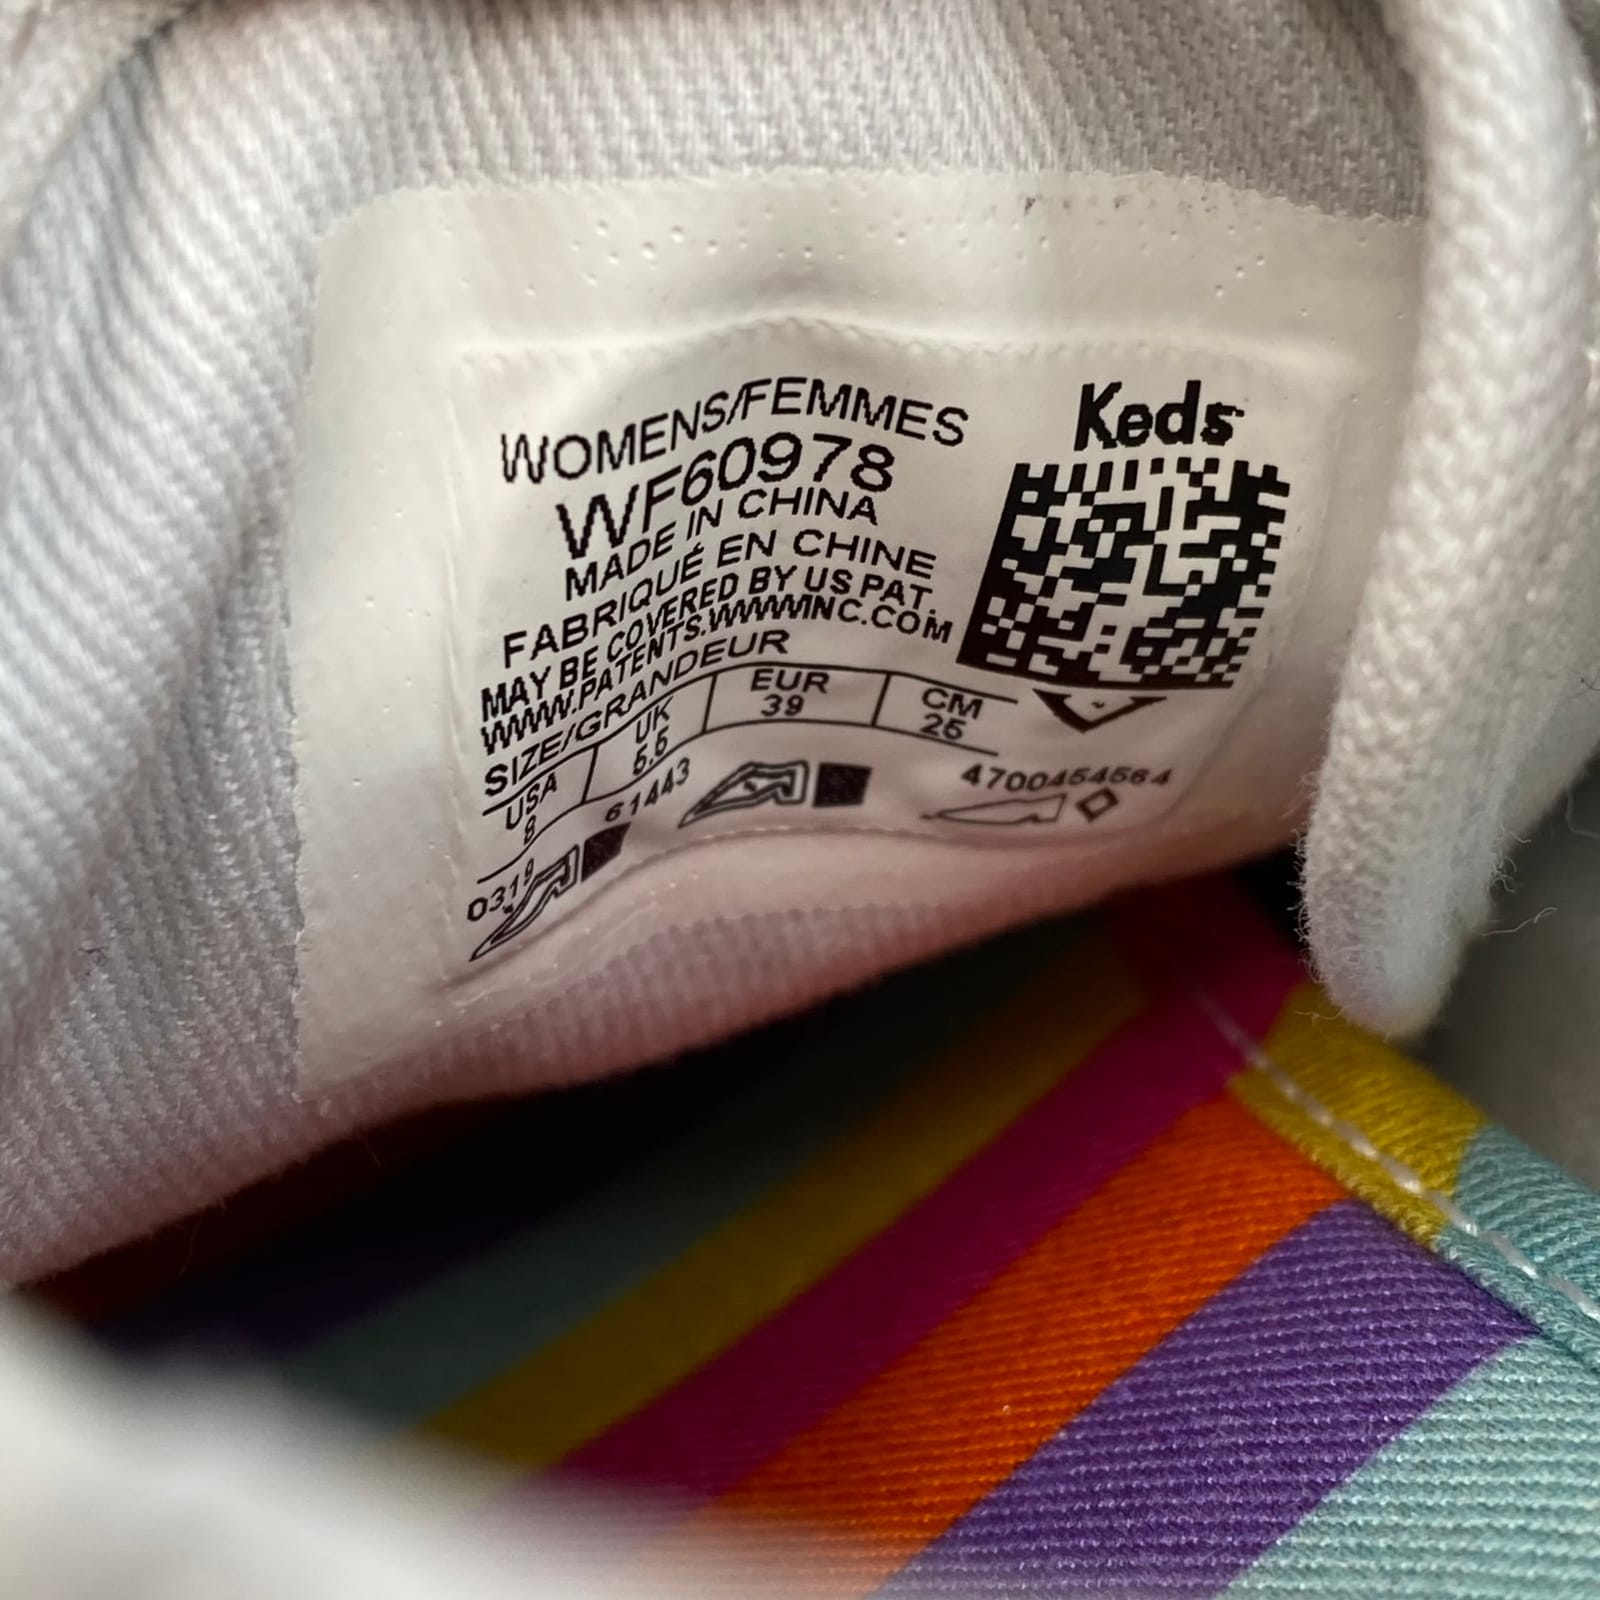 WOMENS/FEMMES
Keds
WF60978
MADE IN CHINA
FABRIQUÉ EN CHINE
MAY BE COVERED BY US PAT.
WWW.PATENTS.WWWINC.COM
SIZE/GRANDEUR
USA UK EUR CM
8 5.5 39 25
0319 61443 4700454564